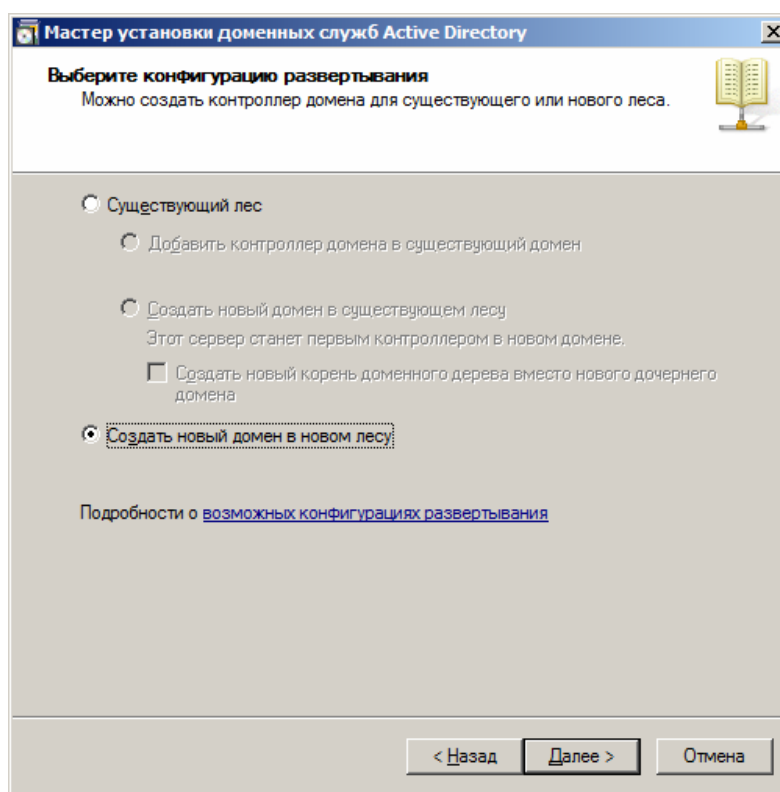 Мастер установки доменных служб Active Directory
Выберите конфигурацию развертывания
Можно создать контроллер домена для существующего или нового леса.
Существующий лес
Добавить контроллер домена в существующий домен
Создать новый домен в существующем лесу
Этот сервер станет первым контроллером в новом домене.
Создать новый корень доменного дерева вместо нового дочернего
домена
Создать новый домен в новом лесу
Подробности о возможных конфигурациях развертывания
< Назад Далее > Отмена